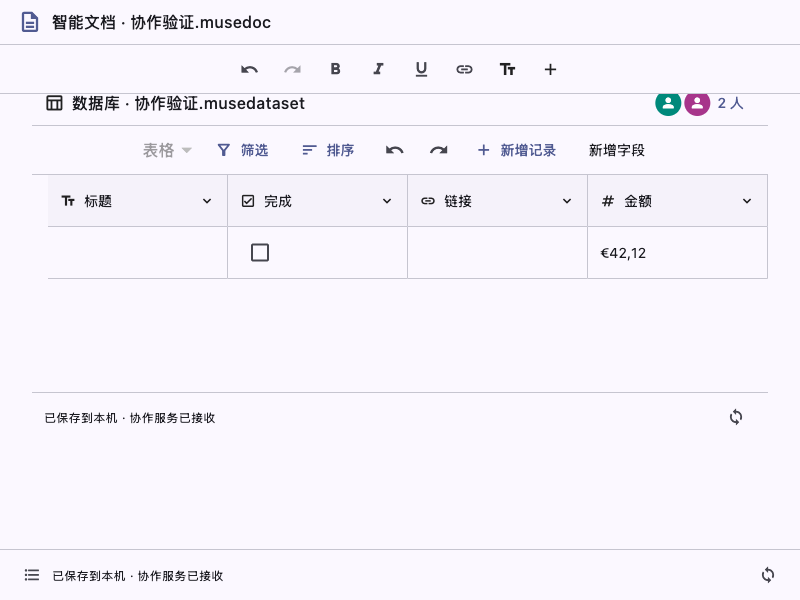 智能文档 · 协作验证.musedoc
B I U Tт +
数据库 · 协作验证.musedataset 2 人
表格 筛选 排序 新增记录 新增字段
标题 完成 链接 金额
€42,12
已保存到本机 · 协作服务已接收
已保存到本机 · 协作服务已接收